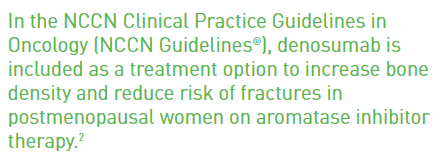 In the NCCN Clinical Practice Guidelines in
Oncology (NCCN Guidelines®), denosumab is
included as a treatment option to increase bone
density and reduce risk of fractures in
postmenopausal women on aromatase inhibitor
therapy.²